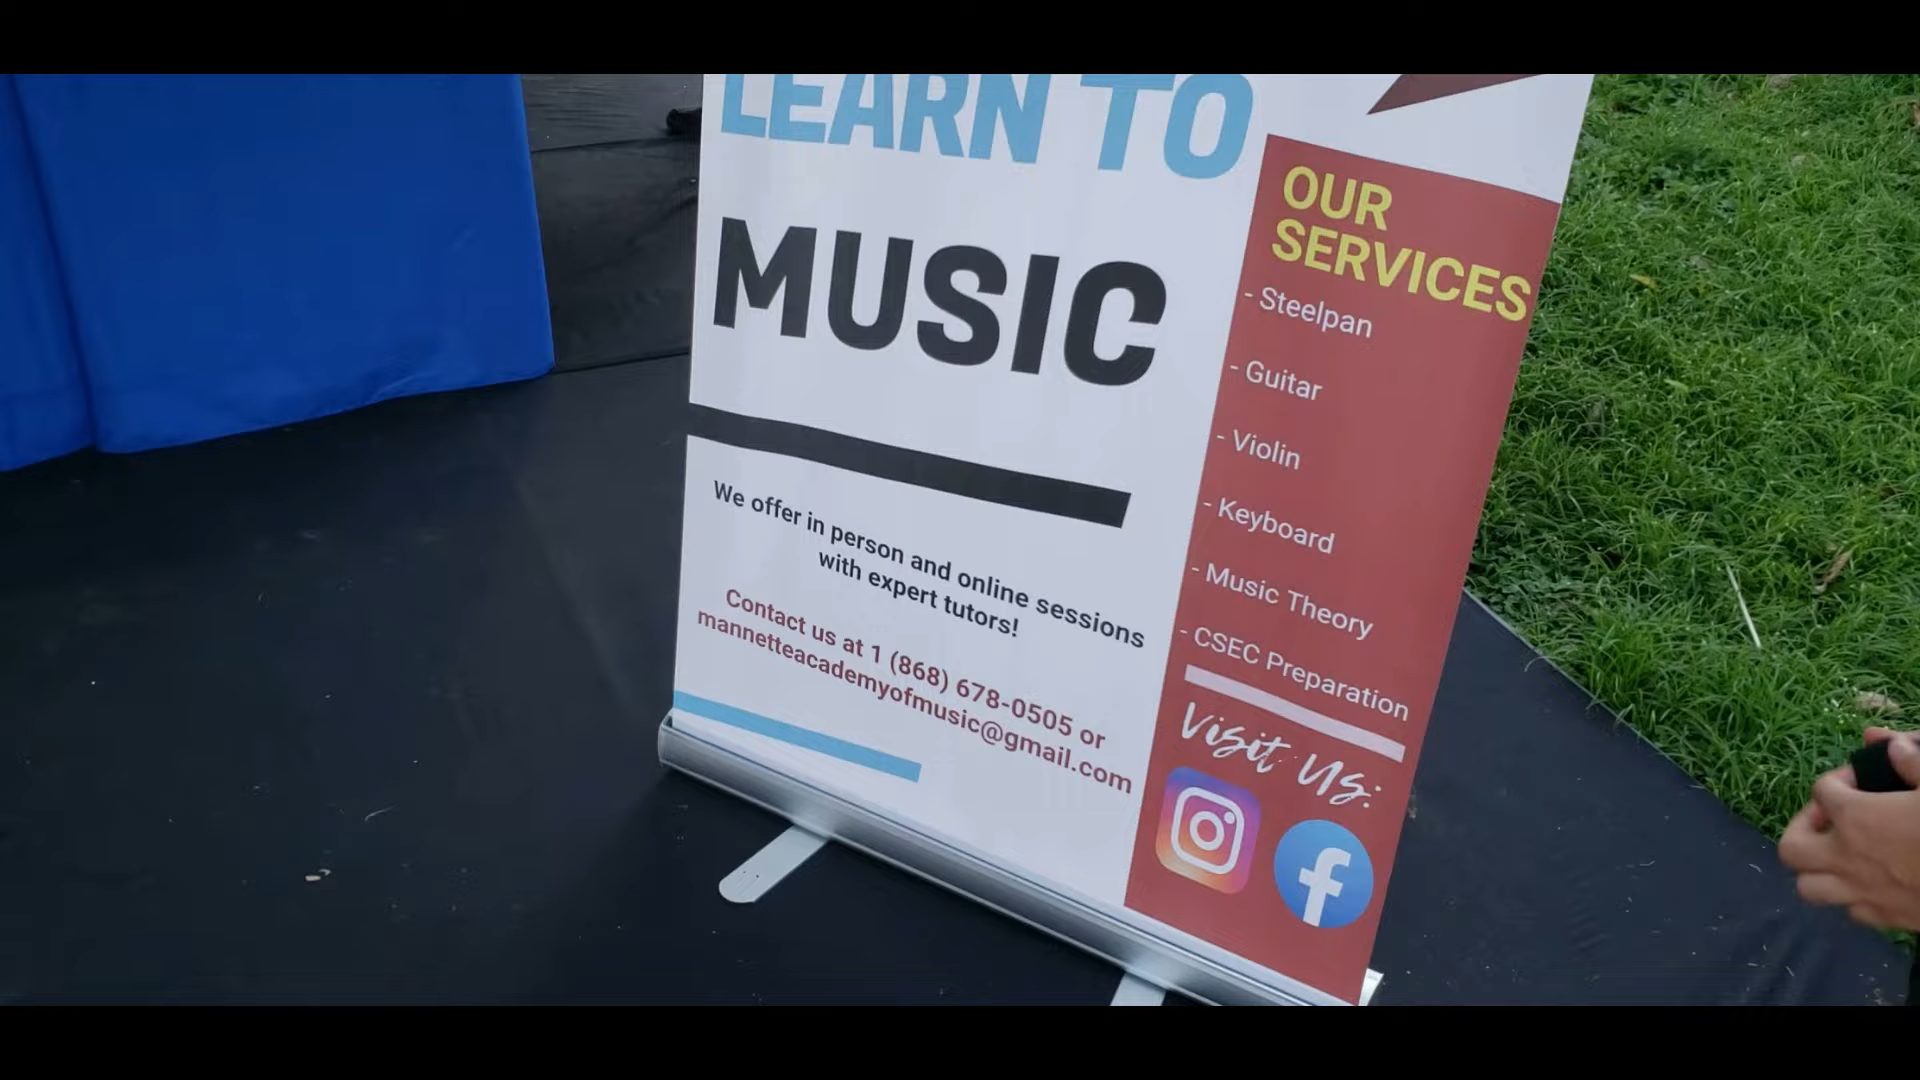 LEARN TO
MUSIC
We offer in person and online sessions
with expert tutors!
Contact us at 1 (868) 678-0505 or
mannetteacademyofmusic@gmail.com
OUR
SERVICES
- Steelpan
- Guitar
- Violin
- Keyboard
- Music Theory
- CSEC Preparation
Visit Us: